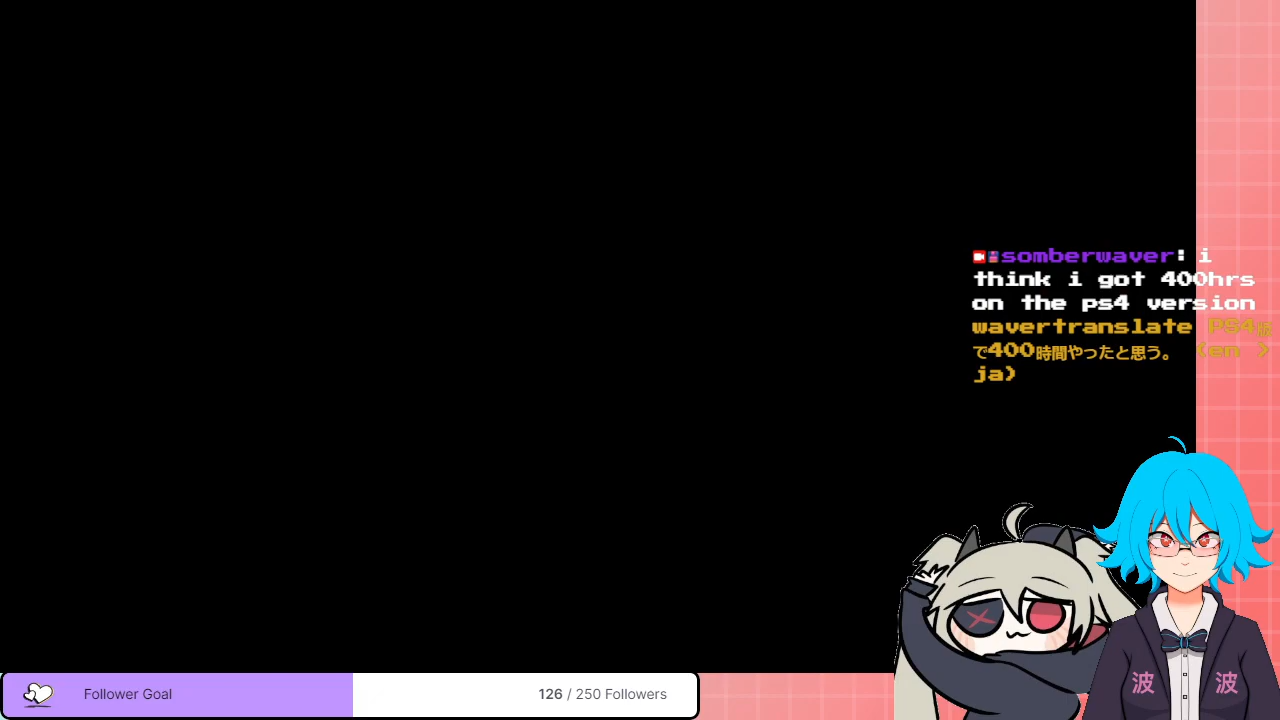 somberwaver: i
think i got 400hrs
on the ps4 version
wavertranslate PS4版
で400時間やったと思う。 (en >
ja)
波 波
Follower Goal 126 / 250 Followers